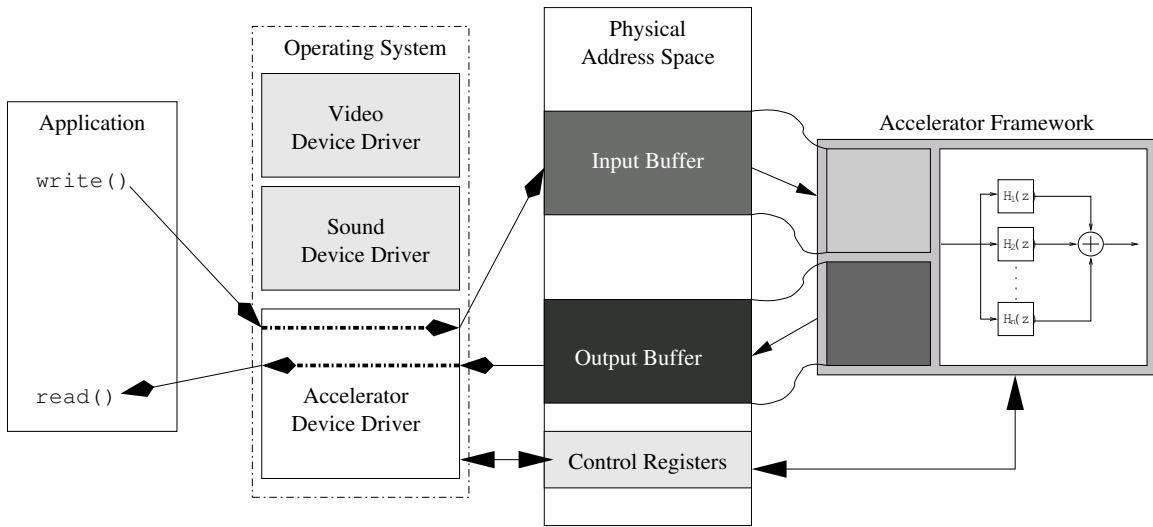 Application
write()
read()
Operating System
Video
Device Driver
Sound
Device Driver
Accelerator
Device Driver
Physical
Address Space
Input Buffer
Output Buffer
Control Registers
Accelerator Framework
H1(z
H2(z
Hn(z